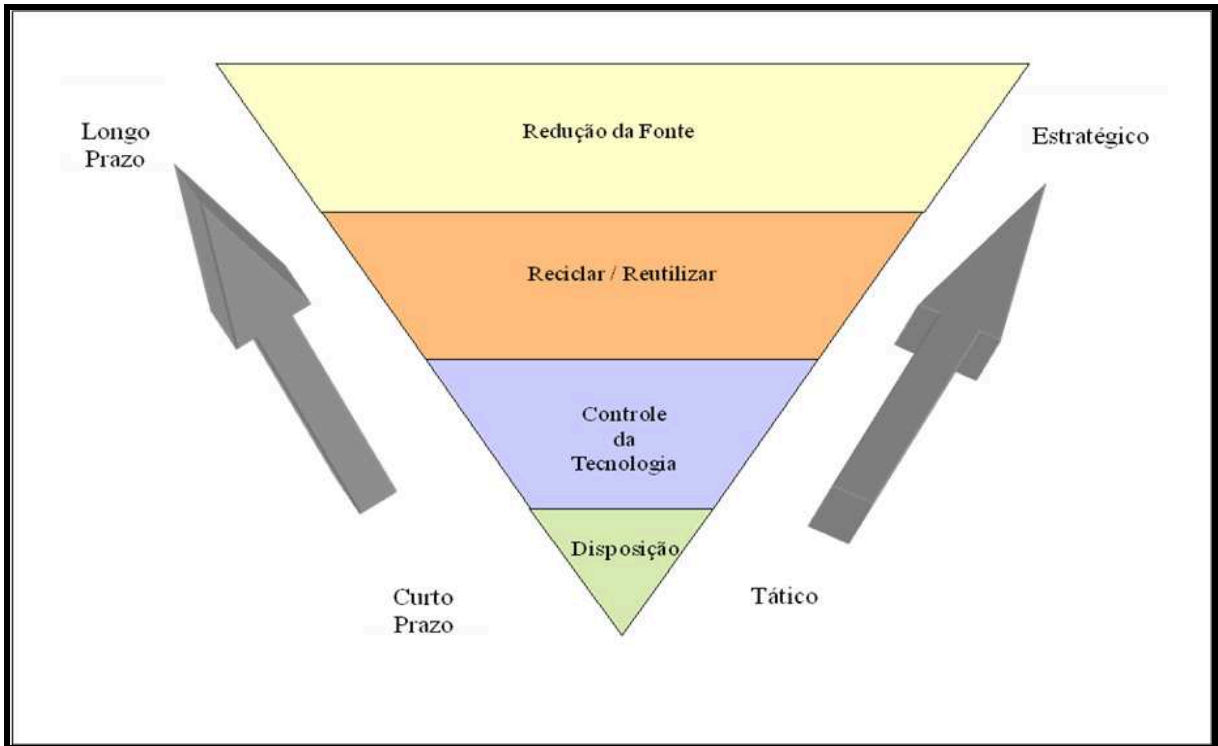 Redução da Fonte
Longo
Prazo
Estratégico
Reciclar / Reutilizar
Controle
da
Tecnologia
Disposição
Curto
Prazo
Tático